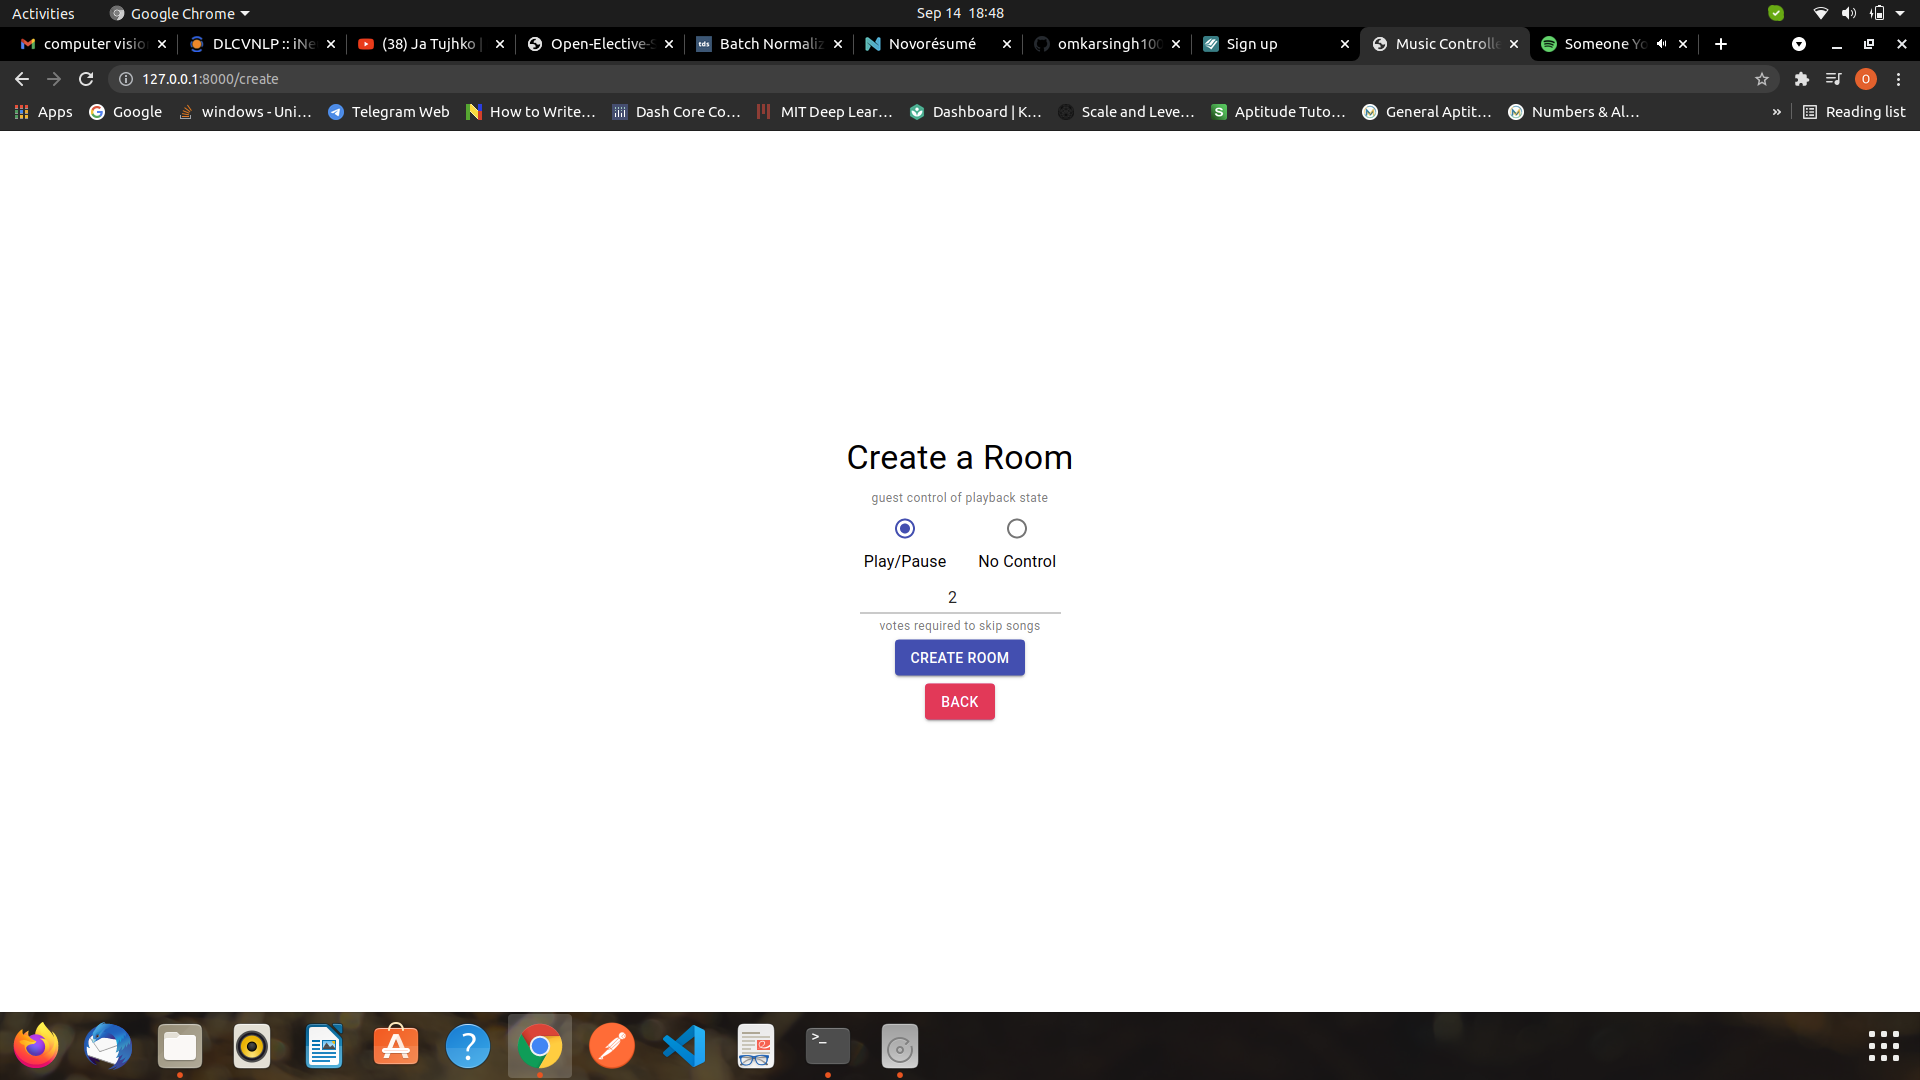 Activities Google Chrome Sep 14 18:48
computer visio DLCVNLP :: iNe (38) Ja Tujhko | Open-Elective-S Batch Normaliz Novorésumé omkarsingh100 Sign up Music Controlle Someone Yo
127.0.0.1:8000/create O
Apps Google windows - Uni... Telegram Web How to Write... Dash Core Co... MIT Deep Lear... Dashboard | K... Scale and Leve... Aptitude Tuto... General Aptit... Numbers & Al... » Reading list
Create a Room
guest control of playback state
Play/Pause No Control
2
votes required to skip songs
CREATE ROOM
BACK